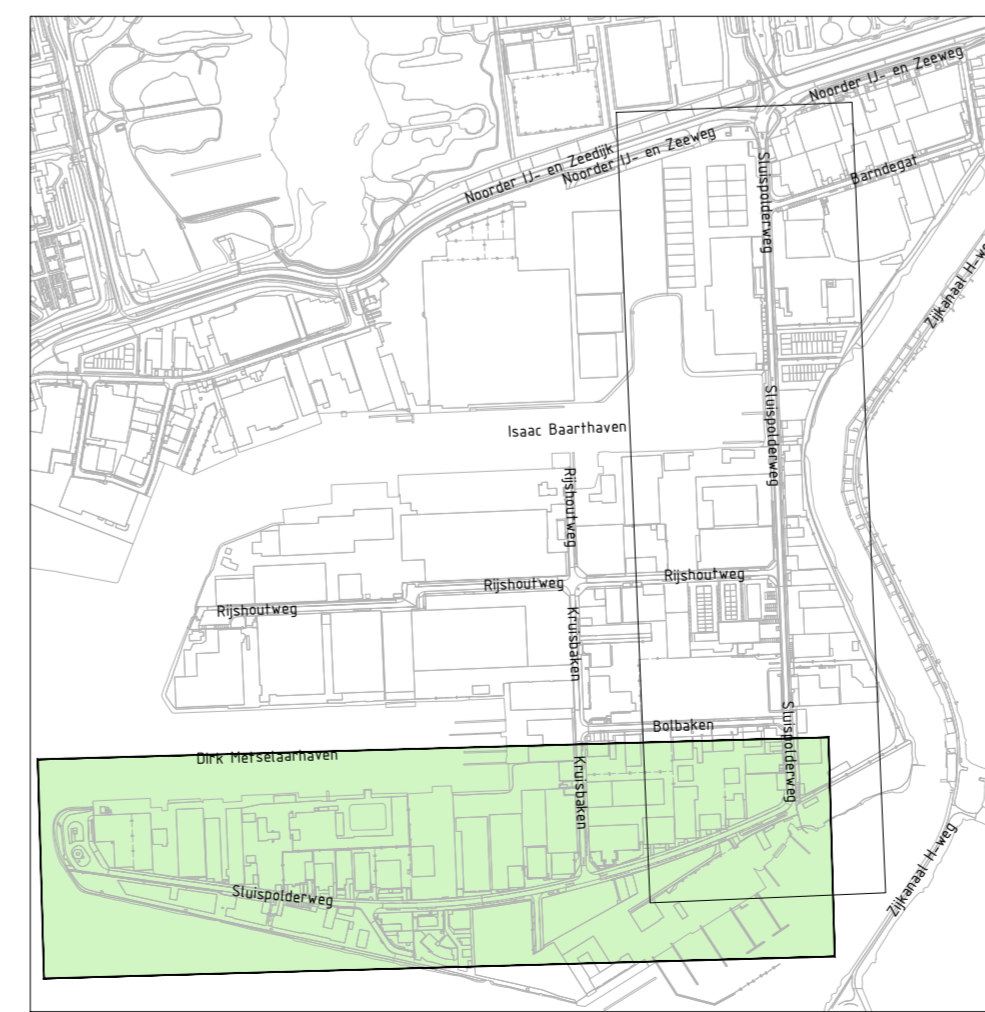 Noorder IJ- en Zeeweg
Noorder IJ- en Zeedijk
Noorder IJ- en Zeeweg
Sluispolderweg
Barndegat
Zijkanaal H-weg
Isaac Baarthaven
Sluispolderweg
Rijshoutweg
Rijshoutweg
Rijshoutweg
Rijshoutweg
Kruisbaken
Bolbaken
Sluispolderweg
Dirk Metselaarhaven
Kruisbaken
Sluispolderweg
Zijkanaal H-weg